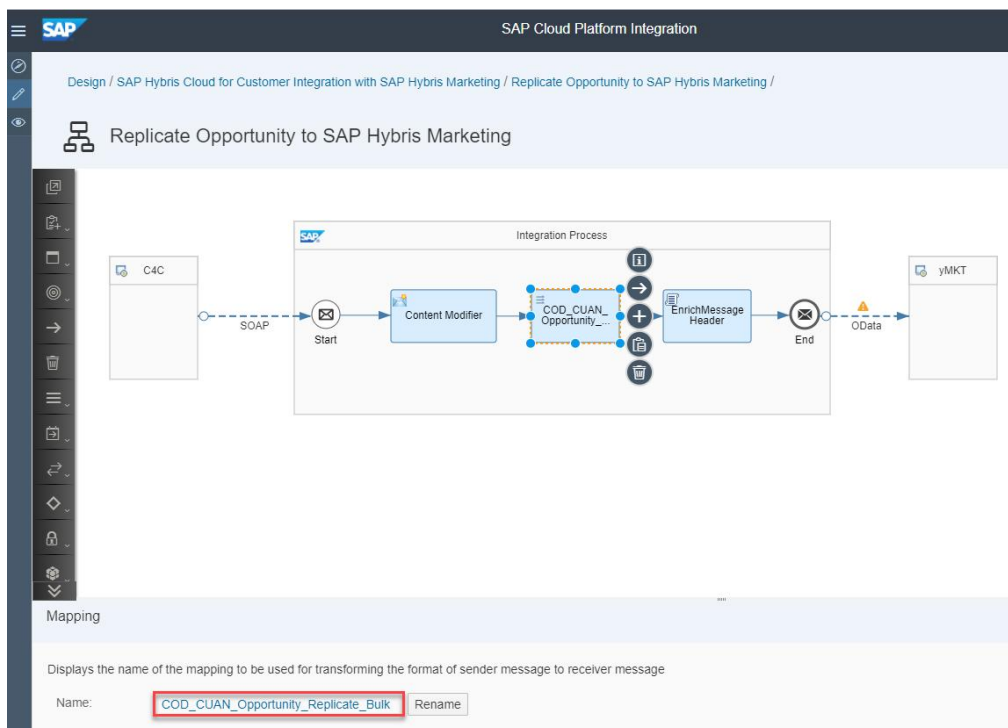 SAP
SAP Cloud Platform Integration
Design / SAP Hybris Cloud for Customer Integration with SAP Hybris Marketing / Replicate Opportunity to SAP Hybris Marketing /
Replicate Opportunity to SAP Hybris Marketing
SAP
Integration Process
C4C
yMKT
Content Modifier
COD_CUAN_
Opportunity_...
EnrichMessage
Header
SOAP
Start
End
OData
Mapping
Displays the name of the mapping to be used for transforming the format of sender message to receiver message
Name:
COD_CUAN_Opportunity_Replicate_Bulk
Rename